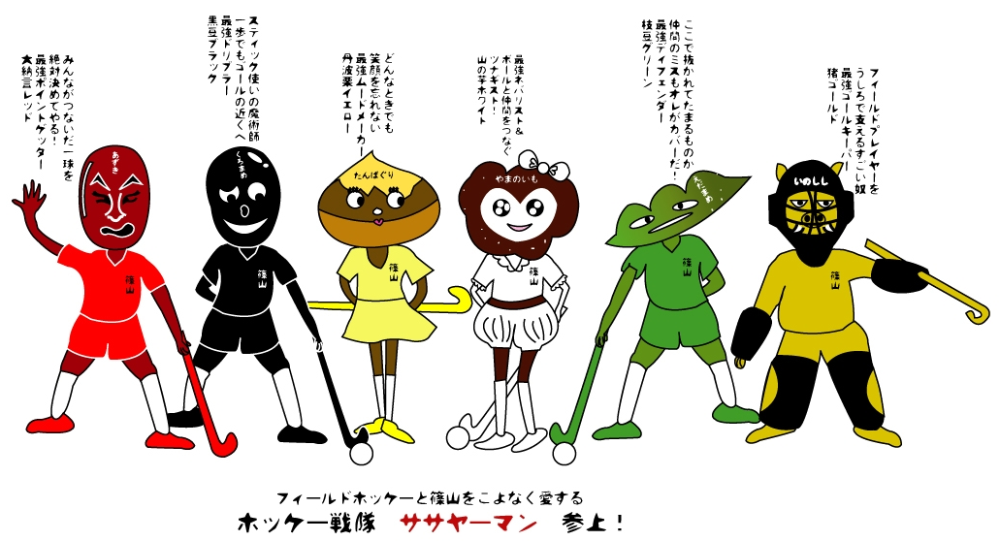 みんながつないだ一球を
絶対決めてやる！
最強ポイントゲッター
大納言レッド
あずき
篠山
スティック使いの魔術師
一歩でもゴールの近くへ
最強ドリブラー
黒豆ブラック
くろまめ
篠山
どんなときでも
笑顔を忘れない
最強ムードメーカー
丹波栗イエロー
たんばぐり
篠山
最強ネバリスト＆
ボールと仲間をつなぐ
ツナギスト！
山の芋ホワイト
やまのいも
篠山
ここで抜かれてたまるものか
仲間のミスもオレがカバーだ！
最強ディフェンダー
枝豆グリーン
えだまめ
篠山
フィールドプレイヤーを
うしろで支えるすごい奴
最強ゴールキーパー
猪ゴールド
いのしし
篠山
フィールドホッケーと篠山をこよなく愛する
ホッケー戦隊　ササヤーマン　参上！